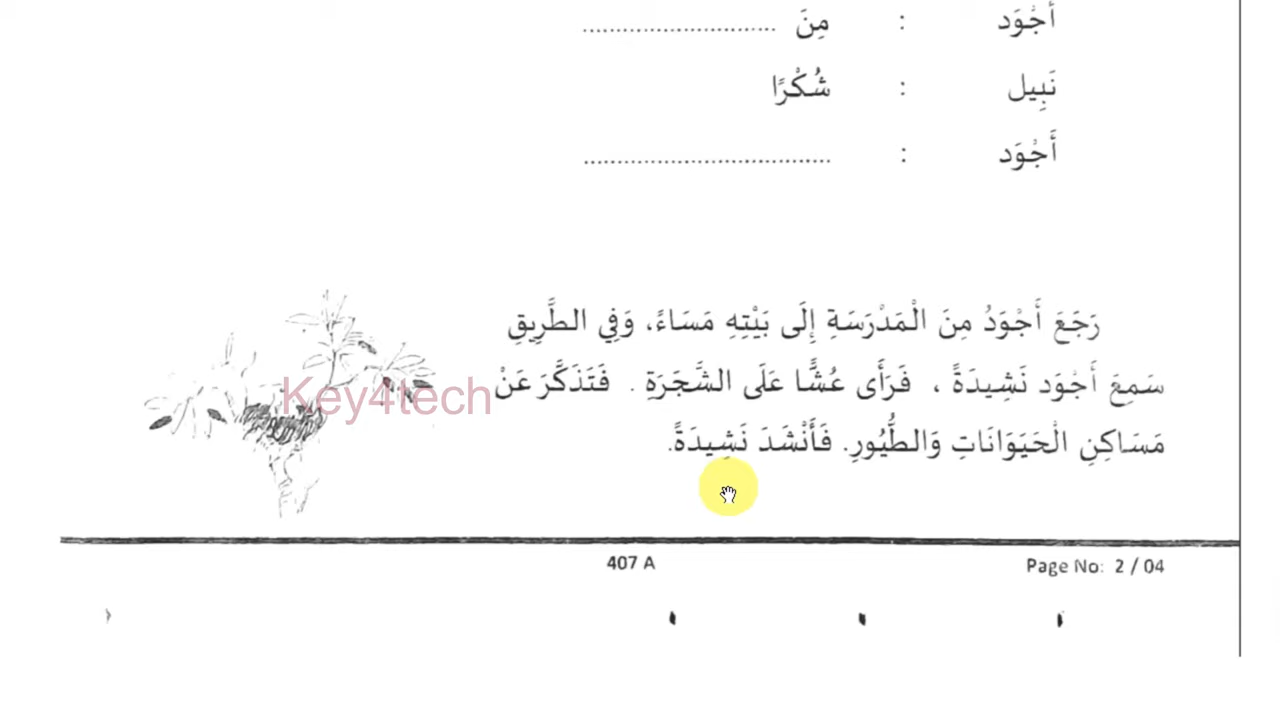 أَجْوَد : مِنَ .............................
نَبِيل : شُكْرًا
أَجْوَد : .....................................
رَجَعَ أَجْوَدُ مِنَ الْمَدْرَسَةِ إِلَى بَيْتِهِ مَسَاءً، وَفِي الطَّرِيقِ
سَمِعَ أَجْوَد نَشِيدَةً ، فَرَأَى عُشًّا عَلَى الشَّجَرَةِ . فَتَذَكَّرَ عَنْ
مَسَاكِنِ الْحَيَوَانَاتِ وَالطُّيُورِ. فَأَنْشَدَ نَشِيدَةً.
Key4tech
407 A
Page No: 2 / 04